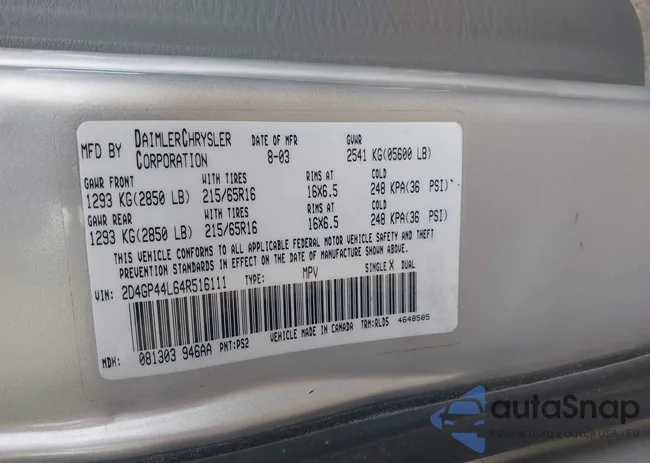 MFD BY DAIMLERCHRYSLER CORPORATION DATE OF MFR 8-03 GVWR 2541 KG(05600 LB)
GAWR FRONT WITH TIRES RIMS AT COLD
1293 KG(2850 LB) 215/65R16 16X6.5 248 KPA(36 PSI)*
GAWR REAR WITH TIRES RIMS AT COLD
1293 KG(2850 LB) 215/65R16 16X6.5 248 KPA(36 PSI)
THIS VEHICLE CONFORMS TO ALL APPLICABLE FEDERAL MOTOR VEHICLE SAFETY AND THEFT
PREVENTION STANDARDS IN EFFECT ON THE DATE OF MANUFACTURE SHOWN ABOVE.
VIN: 2D4GP44L64R516111 TYPE: MPV SINGLE X DUAL
MDH: 081303 946AA PNT:PS2 VEHICLE MADE IN CANADA TRM:RLDS 4648505
autoSnap